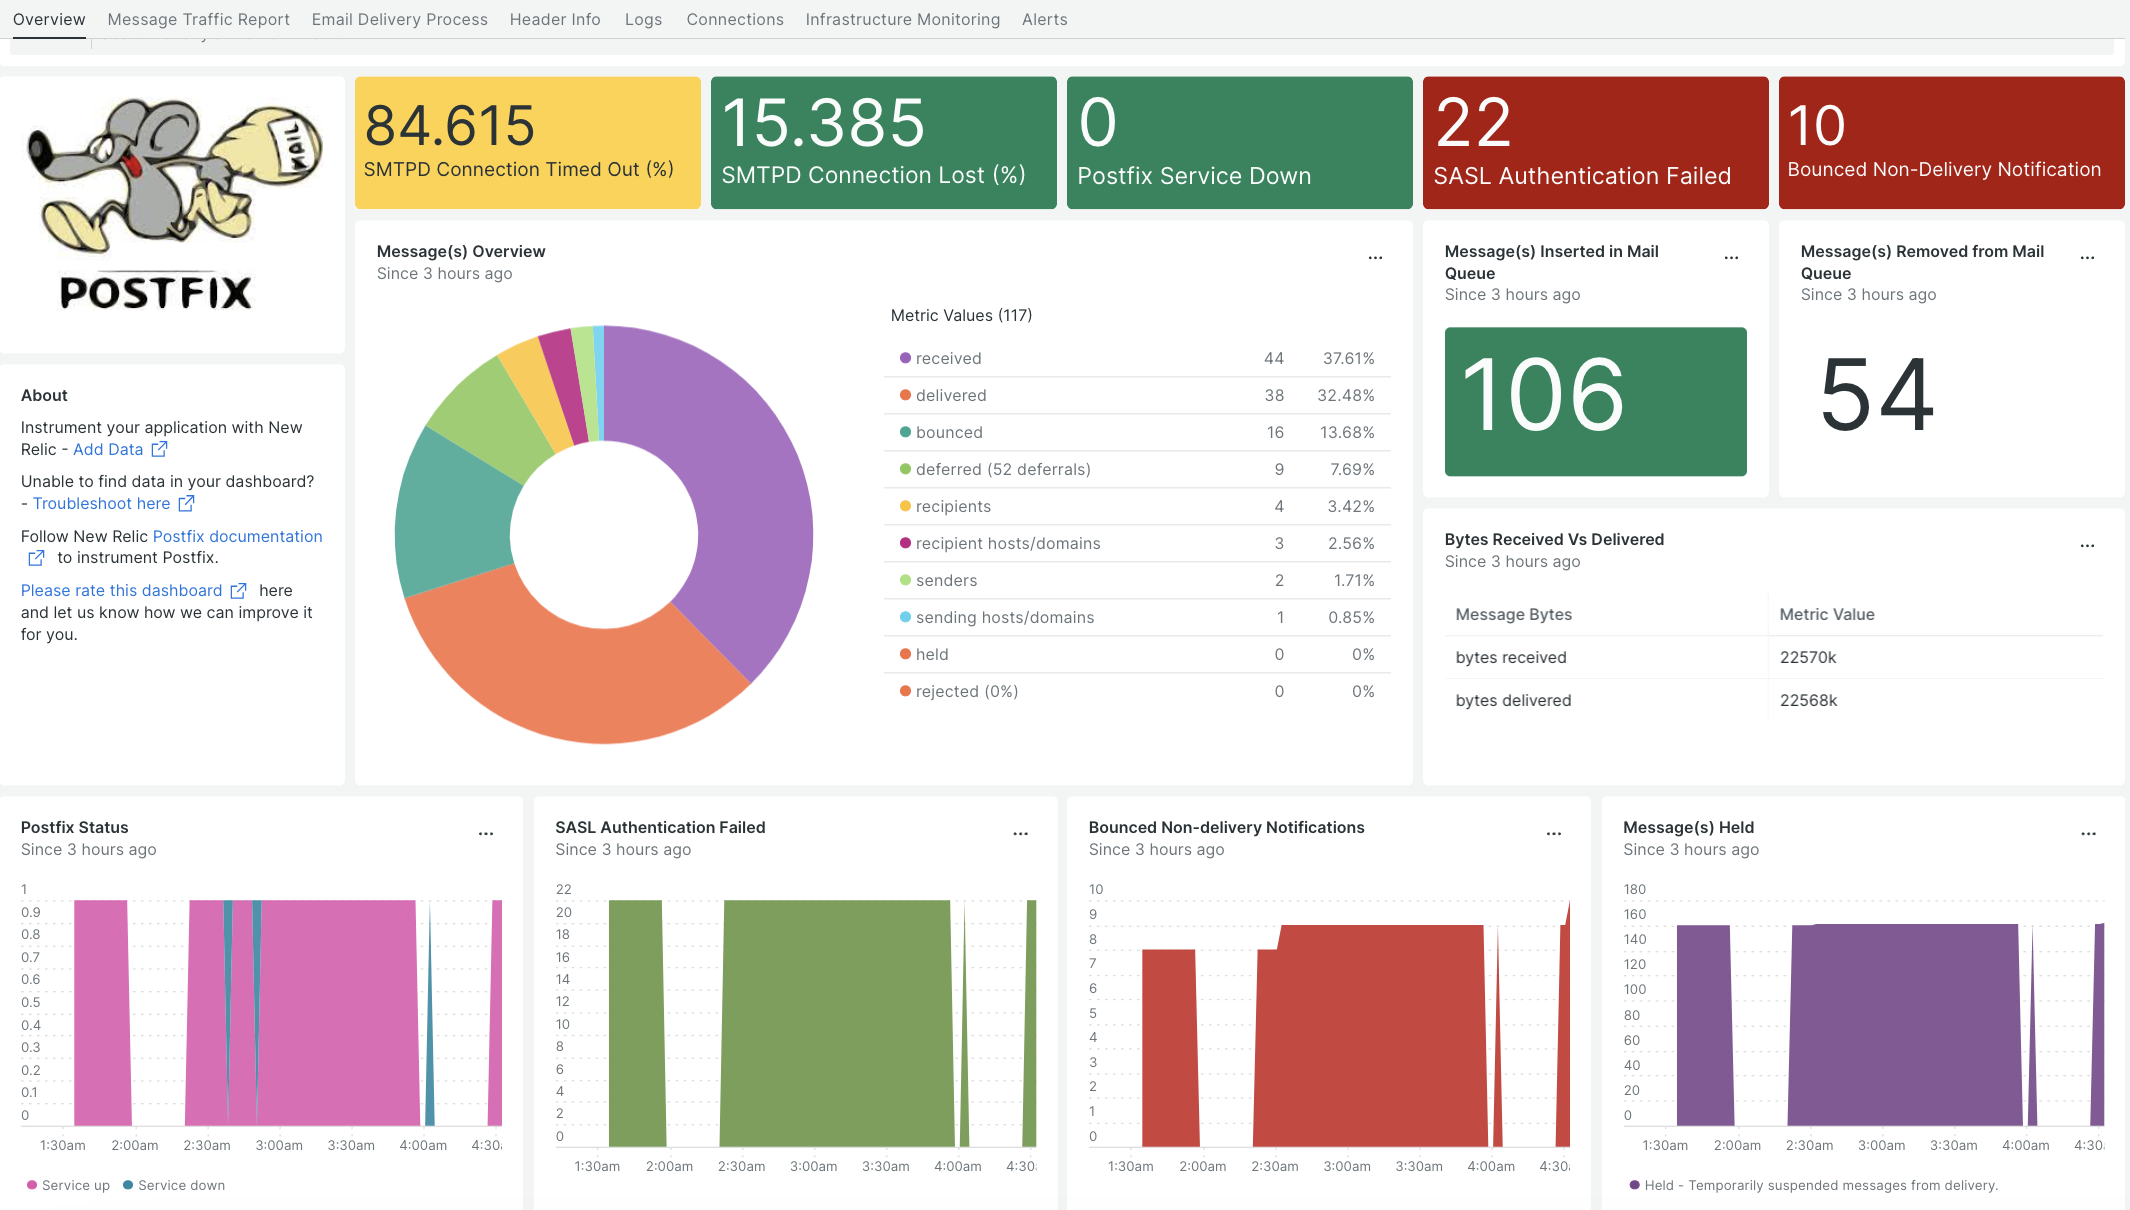 Overview Message Traffic Report Email Delivery Process Header Info Logs Connections Infrastructure Monitoring Alerts
MAIL
POSTFIX
84.615
SMTPD Connection Timed Out (%)
15.385
SMTPD Connection Lost (%)
0
Postfix Service Down
22
SASL Authentication Failed
10
Bounced Non-Delivery Notification
About
Instrument your application with New
Relic - Add Data
Unable to find data in your dashboard?
- Troubleshoot here
Follow New Relic Postfix documentation
to instrument Postfix.
Please rate this dashboard here
and let us know how we can improve it
for you.
Message(s) Overview
Since 3 hours ago
...
Metric Values (117)
received 44 37.61%
delivered 38 32.48%
bounced 16 13.68%
deferred (52 deferrals) 9 7.69%
recipients 4 3.42%
recipient hosts/domains 3 2.56%
senders 2 1.71%
sending hosts/domains 1 0.85%
held 0 0%
rejected (0%) 0 0%
Message(s) Inserted in Mail
Queue
Since 3 hours ago
...
106
Message(s) Removed from Mail
Queue
Since 3 hours ago
...
54
Bytes Received Vs Delivered
Since 3 hours ago
...
Message Bytes Metric Value
bytes received 22570k
bytes delivered 22568k
Postfix Status
Since 3 hours ago
...
1
0.9
0.8
0.7
0.6
0.5
0.4
0.3
0.2
0.1
0
1:30am 2:00am 2:30am 3:00am 3:30am 4:00am 4:30
Service up Service down
SASL Authentication Failed
Since 3 hours ago
...
22
20
18
16
14
12
10
8
6
4
2
0
1:30am 2:00am 2:30am 3:00am 3:30am 4:00am 4:30
Bounced Non-delivery Notifications
Since 3 hours ago
...
10
9
8
7
6
5
4
3
2
1
0
1:30am 2:00am 2:30am 3:00am 3:30am 4:00am 4:30
Message(s) Held
Since 3 hours ago
...
180
160
140
120
100
80
60
40
20
0
1:30am 2:00am 2:30am 3:00am 3:30am 4:00am 4:30
Held - Temporarily suspended messages from delivery.